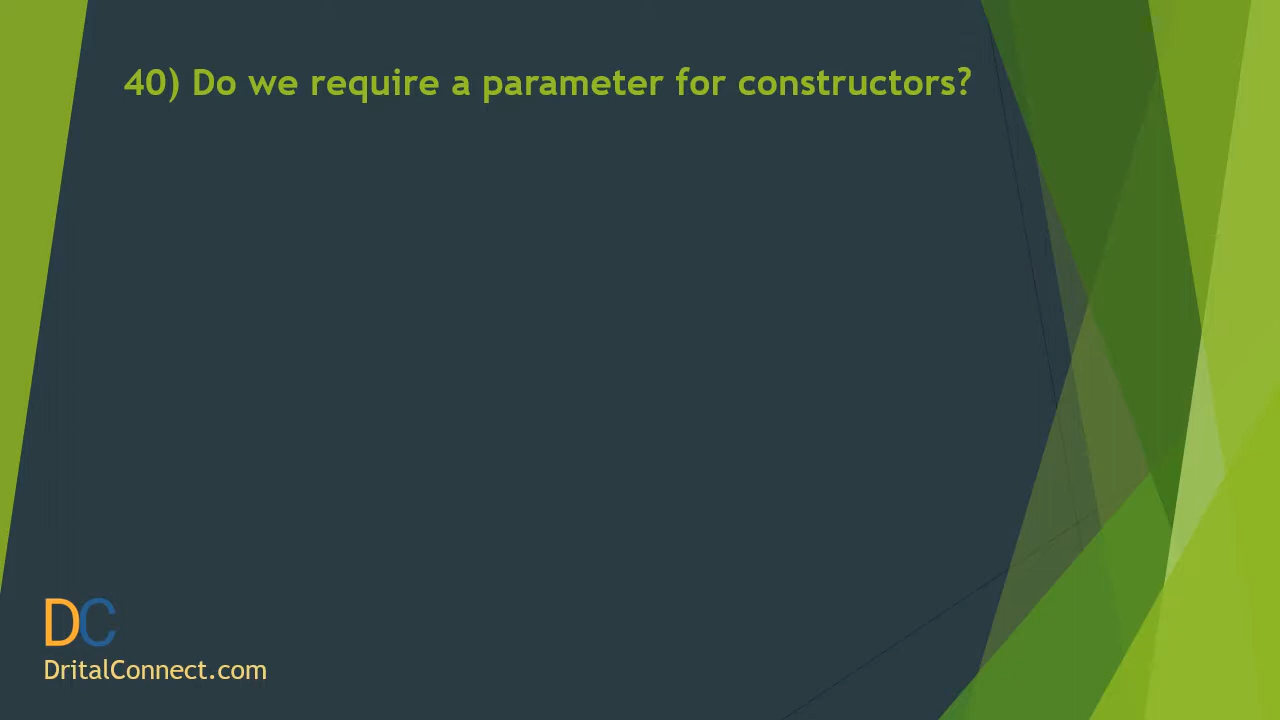 40) Do we require a parameter for constructors?
DC
DritalConnect.com